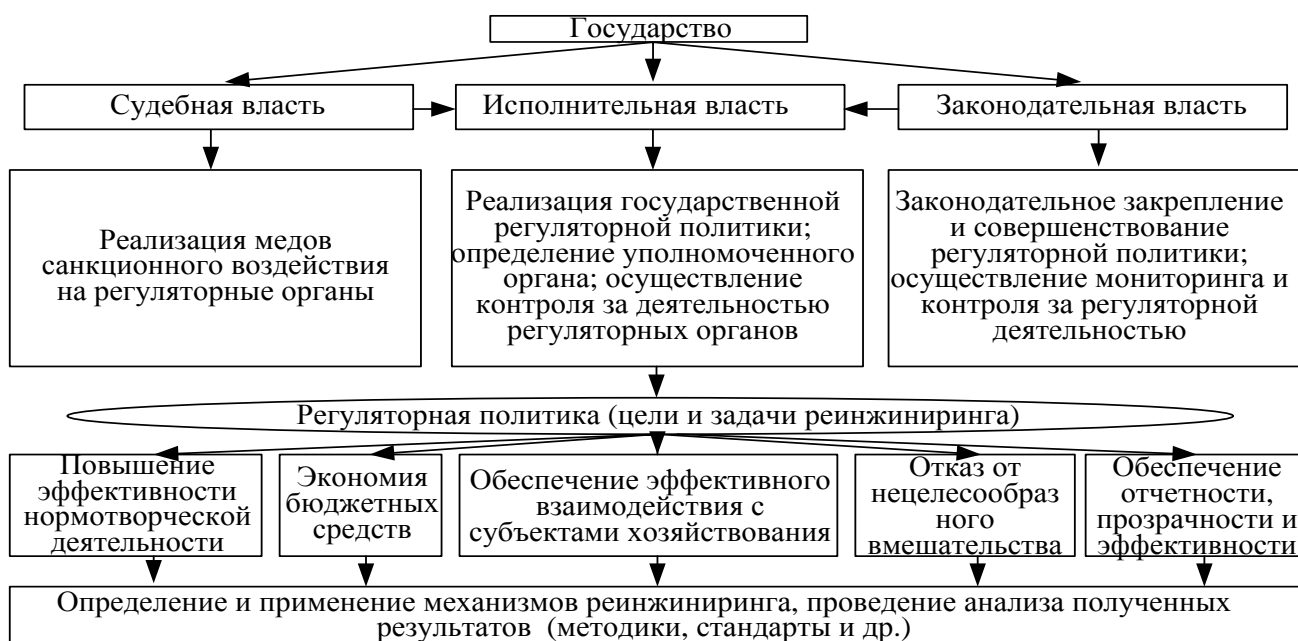 Государство
Судебная власть
Исполнительная власть
Законодательная власть
Реализация медов
санкционного воздействия
на регуляторные органы
Реализация государственной
регуляторной политики;
определение уполномоченного
органа; осуществление
контроля за деятельностью
регуляторных органов
Законодательное закрепление
и совершенствование
регуляторной политики;
осуществление мониторинга и
контроля за регуляторной
деятельностью
Регуляторная политика (цели и задачи реинжиниринга)
Повышение
эффективности
нормотворческой
деятельности
Экономия
бюджетных
средств
Обеспечение эффективного
взаимодействия с
субъектами хозяйствования
Отказ от
нецелесообраз
ного
вмешательства
Обеспечение
отчетности,
прозрачности и
эффективности
Определение и применение механизмов реинжиниринга, проведение анализа полученных
результатов (методики, стандарты и др.)